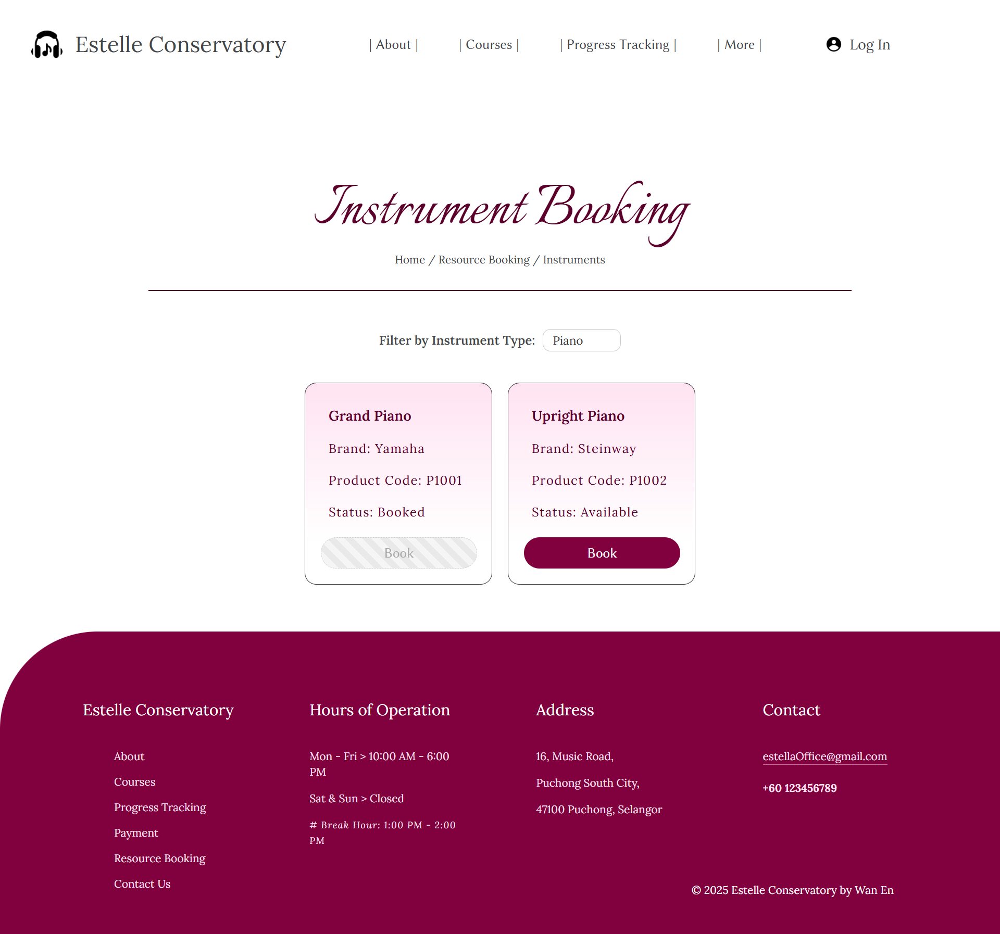 Estelle Conservatory
| About |
| Courses |
| Progress Tracking |
| More |
Log In
Instrument Booking
Home / Resource Booking / Instruments
Filter by Instrument Type:
Piano
Grand Piano
Brand: Yamaha
Product Code: P1001
Status: Booked
Book
Upright Piano
Brand: Steinway
Product Code: P1002
Status: Available
Book
Estelle Conservatory
About
Courses
Progress Tracking
Payment
Resource Booking
Contact Us
Hours of Operation
Mon - Fri > 10:00 AM - 6:00
PM
Sat & Sun > Closed
# Break Hour: 1:00 PM - 2:00
PM
Address
16, Music Road,
Puchong South City,
47100 Puchong, Selangor
Contact
estellaOffice@gmail.com
+60 123456789
© 2025 Estelle Conservatory by Wan En